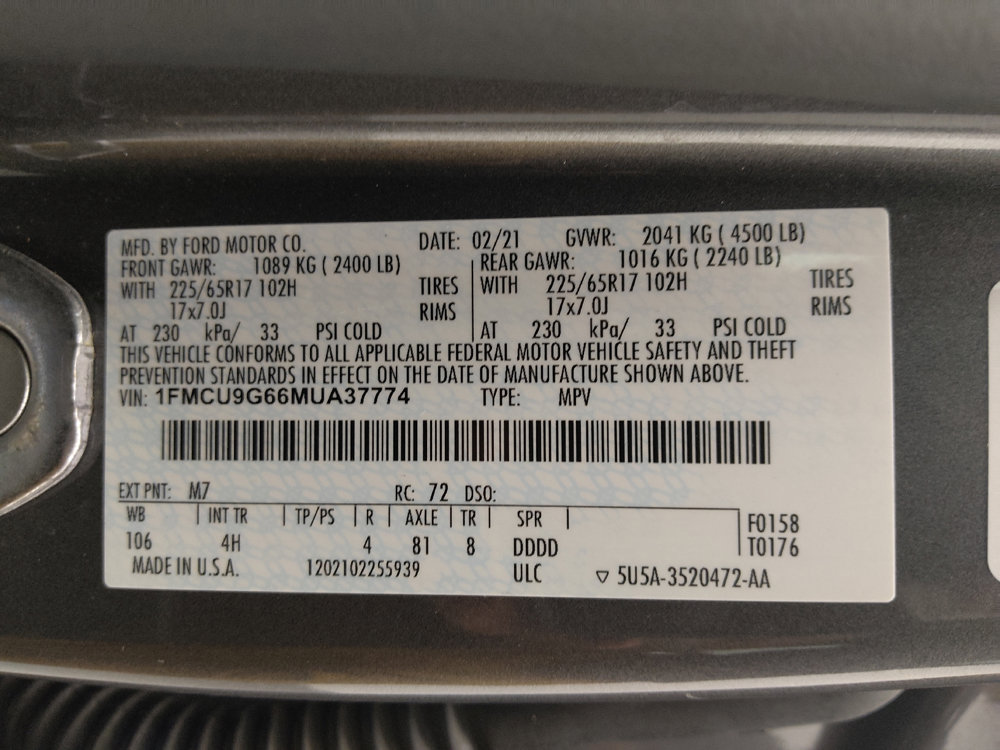 MFD. BY FORD MOTOR CO. DATE: 02/21 GVWR: 2041 KG ( 4500 LB)
FRONT GAWR: 1089 KG ( 2400 LB) REAR GAWR: 1016 KG ( 2240 LB)
WITH 225/65R17 102H TIRES WITH 225/65R17 102H TIRES
17x7.0J RIMS 17x7.0J RIMS
AT 230 kPa/ 33 PSI COLD AT 230 kPa/ 33 PSI COLD
THIS VEHICLE CONFORMS TO ALL APPLICABLE FEDERAL MOTOR VEHICLE SAFETY AND THEFT
PREVENTION STANDARDS IN EFFECT ON THE DATE OF MANUFACTURE SHOWN ABOVE.
VIN: 1FMCU9G66MUA37774 TYPE: MPV
EXT PNT: M7 RC: 72 DSO:
WB INT TR TP/PS R AXLE TR SPR F0158
106 4H 4 81 8 DDDD T0176
MADE IN U.S.A. 1202102255939 ULC ▽ 5U5A-3520472-AA